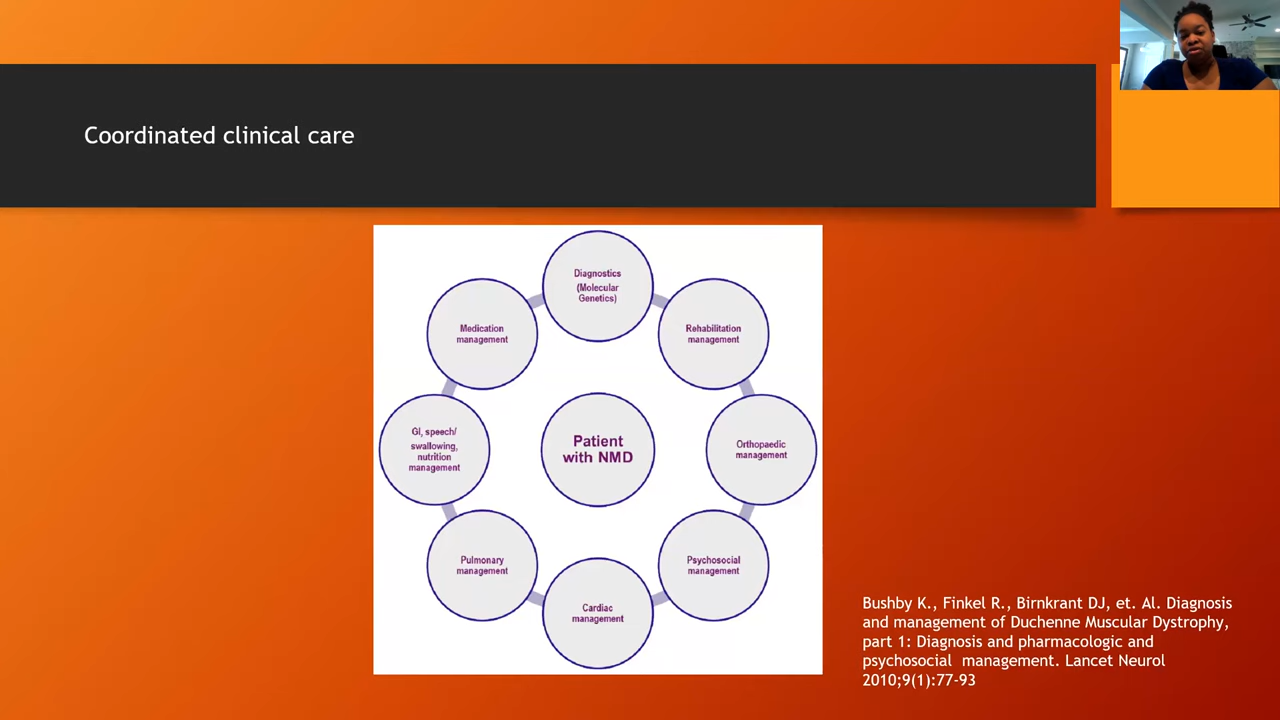 Coordinated clinical care
Diagnostics
(Molecular
Genetics)
Medication
management
Rehabilitation
management
GI, speech/
swallowing,
nutrition
management
Patient
with NMD
Orthopaedic
management
Pulmonary
management
Psychosocial
management
Cardiac
management
Bushby K., Finkel R., Birnkrant DJ, et. Al. Diagnosis
and management of Duchenne Muscular Dystrophy,
part 1: Diagnosis and pharmacologic and
psychosocial  management. Lancet Neurol
2010;9(1):77-93